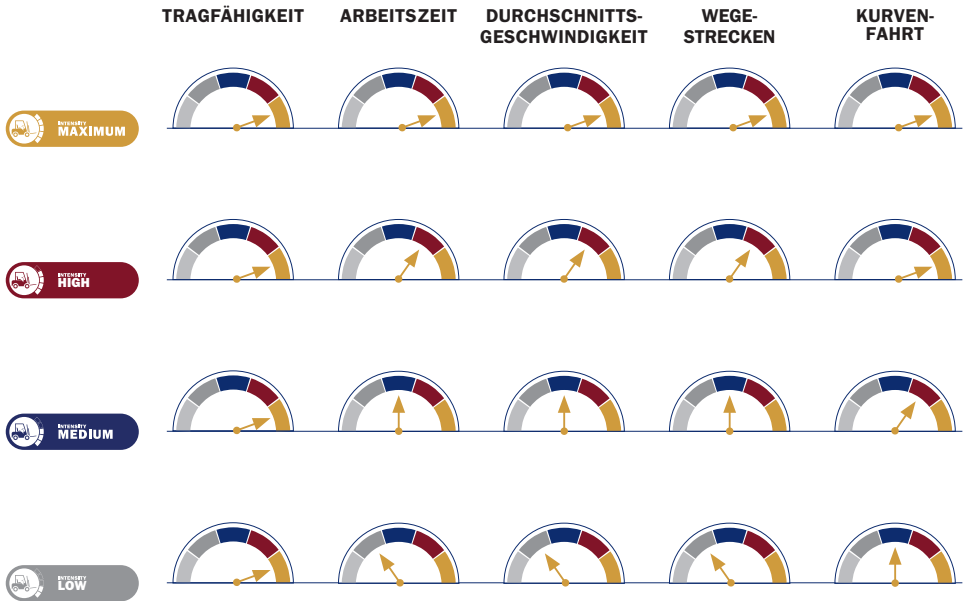 TRAGFÄHIGKEIT
ARBEITSZEIT
DURCHSCHNITTS-
GESCHWINDIGKEIT
WEGE-
STRECKEN
KURVEN-
FAHRT
INTENSITY
MAXIMUM
INTENSITY
HIGH
INTENSITY
MEDIUM
INTENSITY
LOW